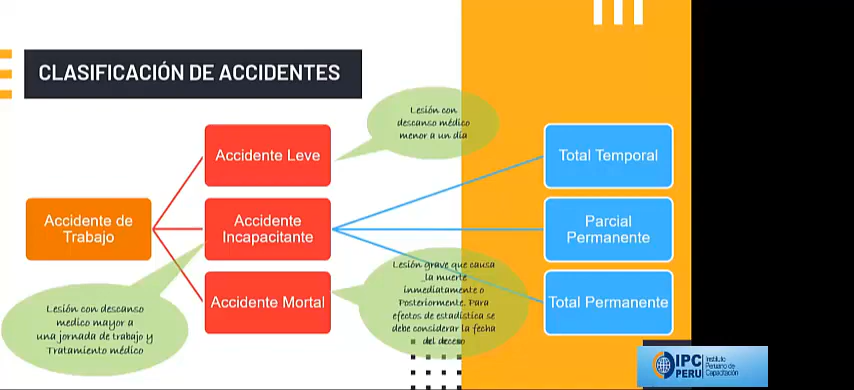 CLASIFICACIÓN DE ACCIDENTES
Lesión con
descanso médico
menor a un día
Accidente Leve
Total Temporal
Accidente de
Trabajo
Accidente
Incapacitante
Parcial
Permanente
Lesión grave que causa
la muerte
inmediatamente o
Posteriormente. Para
efectos de estadística se
debe considerar la fecha
del deceso
Accidente Mortal
Total Permanente
Lesión con descanso
medico mayor a
una jornada de trabajo y
Tratamiento médico
IPC
PERU
Instituto
Peruano de
Capacitación